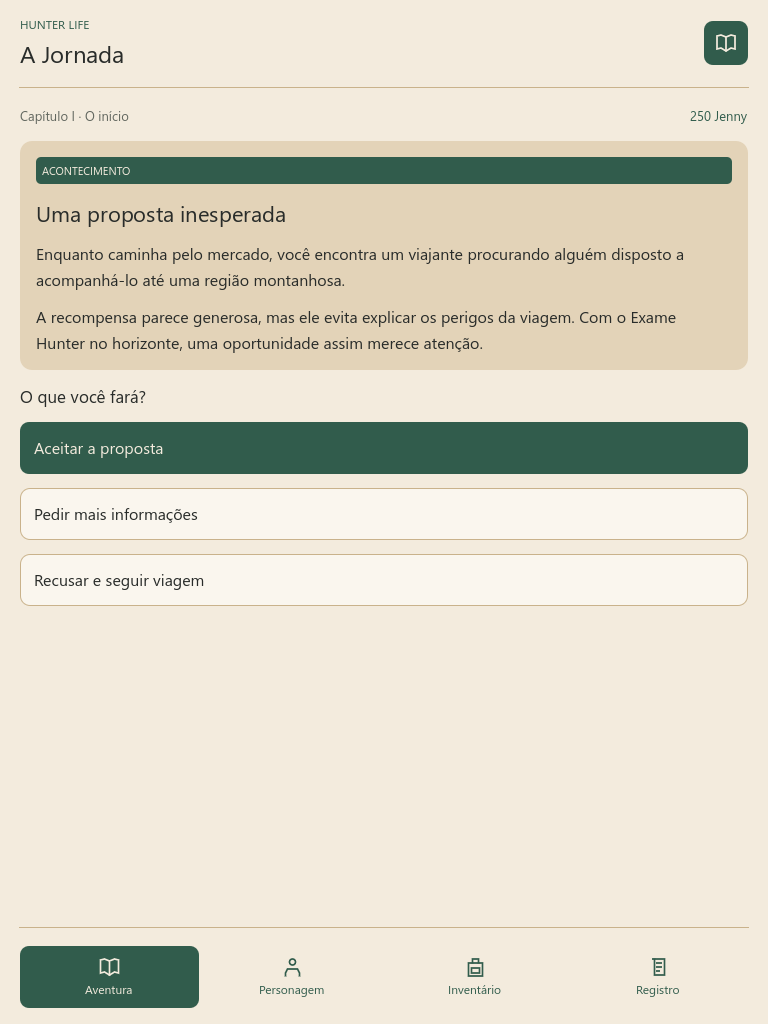 HUNTER LIFE
A Jornada
Capítulo I · O início
250 Jenny
ACONTECIMENTO
Uma proposta inesperada
Enquanto caminha pelo mercado, você encontra um viajante procurando alguém disposto a
acompanhá-lo até uma região montanhosa.
A recompensa parece generosa, mas ele evita explicar os perigos da viagem. Com o Exame
Hunter no horizonte, uma oportunidade assim merece atenção.
O que você fará?
Aceitar a proposta
Pedir mais informações
Recusar e seguir viagem
Aventura
Personagem
Inventário
Registro